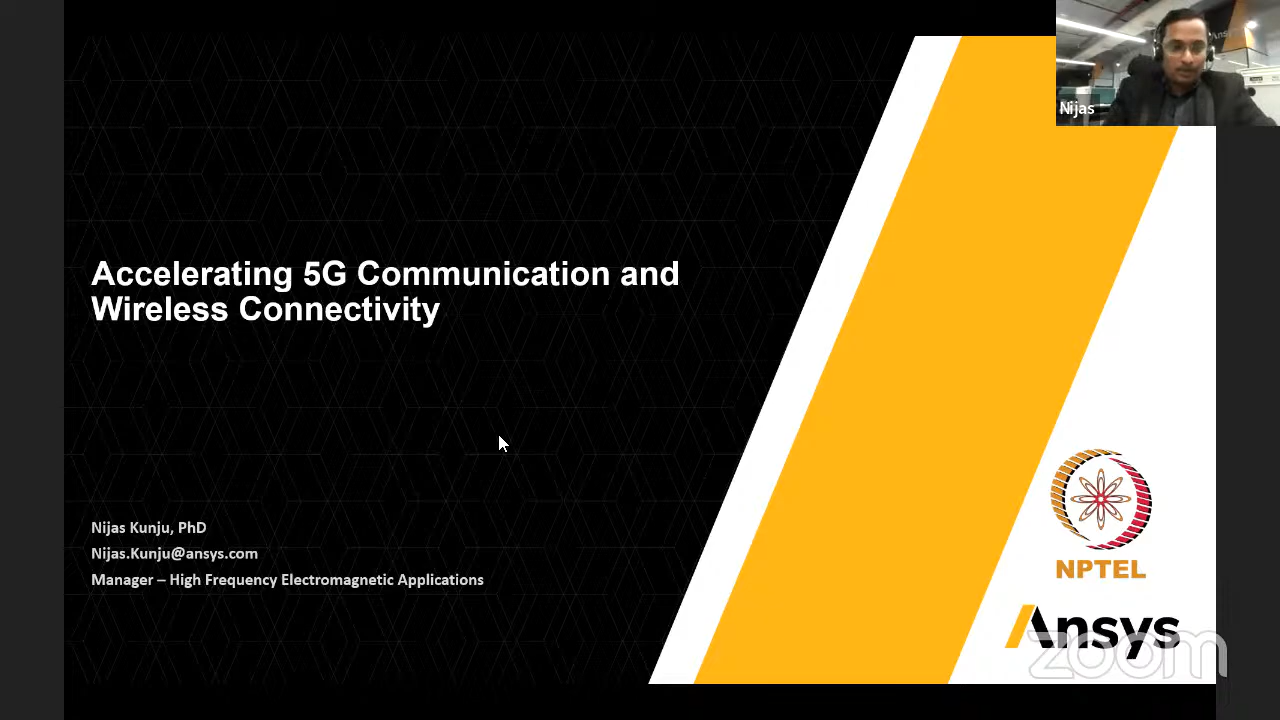 Nijas
Accelerating 5G Communication and
Wireless Connectivity
Nijas Kunju, PhD
Nijas.Kunju@ansys.com
Manager – High Frequency Electromagnetic Applications
NPTEL
Ansys
zoom